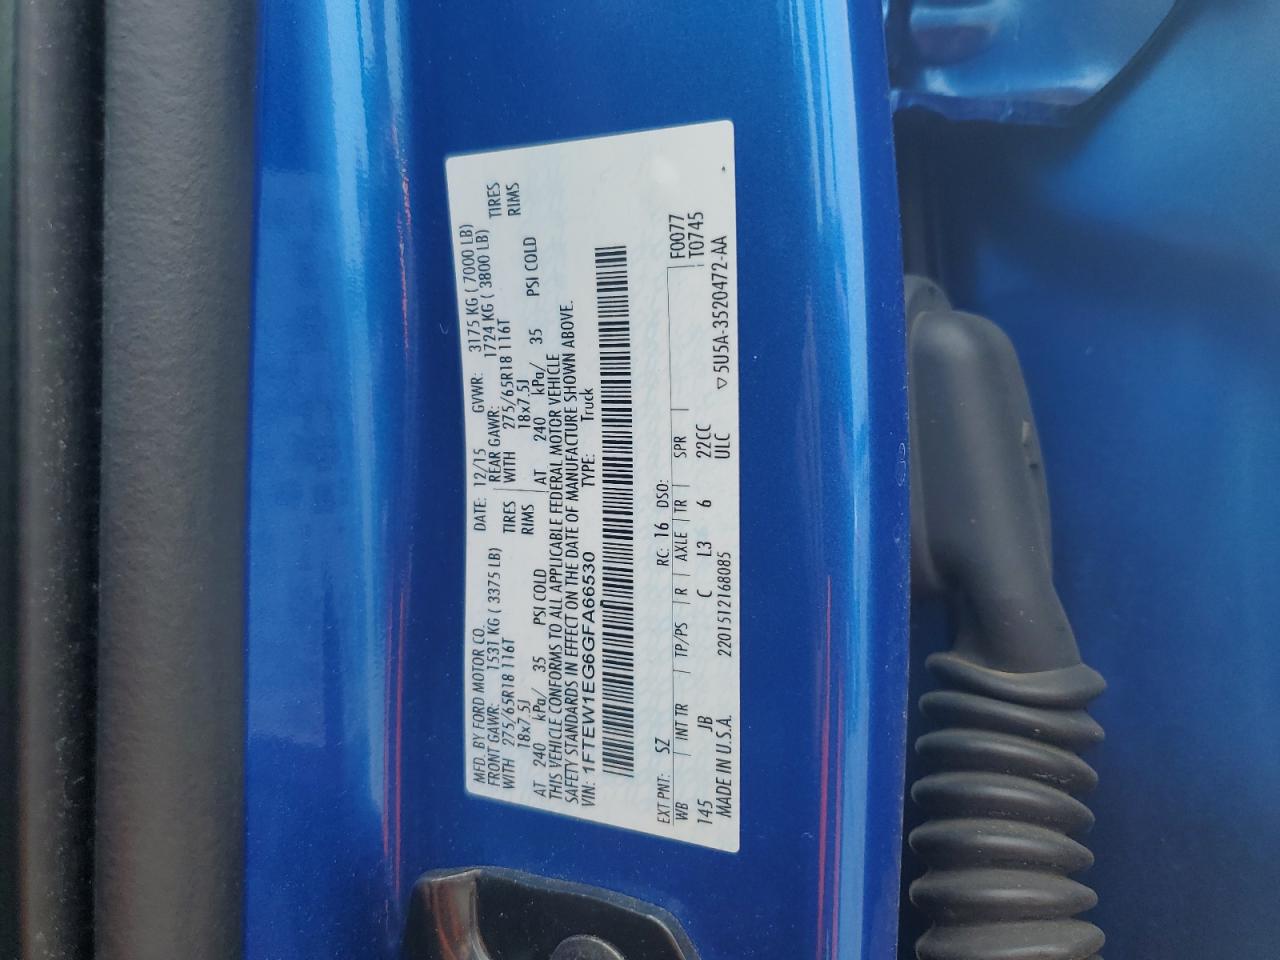 MFD. BY FORD MOTOR CO. DATE: 12/15 GVWR: 3175 KG ( 7000 LB)
FRONT GAWR: 1531 KG ( 3375 LB) REAR GAWR: 1724 KG ( 3800 LB)
WITH 275/65R18 116T TIRES WITH 275/65R18 116T TIRES
18x7.5J RIMS 18x7.5J RIMS
AT 240 kPa/ 35 PSI COLD AT 240 kPa/ 35 PSI COLD
THIS VEHICLE CONFORMS TO ALL APPLICABLE FEDERAL MOTOR VEHICLE
SAFETY STANDARDS IN EFFECT ON THE DATE OF MANUFACTURE SHOWN ABOVE.
VIN: 1FTEW1EG6GFA66530 TYPE: Truck
EXT PNT: SZ RC: 16 DSO: F0077
WB INT TR TP/PS R AXLE TR SPR T0745
145 JB C L3 6 22CC
MADE IN U.S.A. 2201512168085 ULC ▽5U5A-3520472-AA